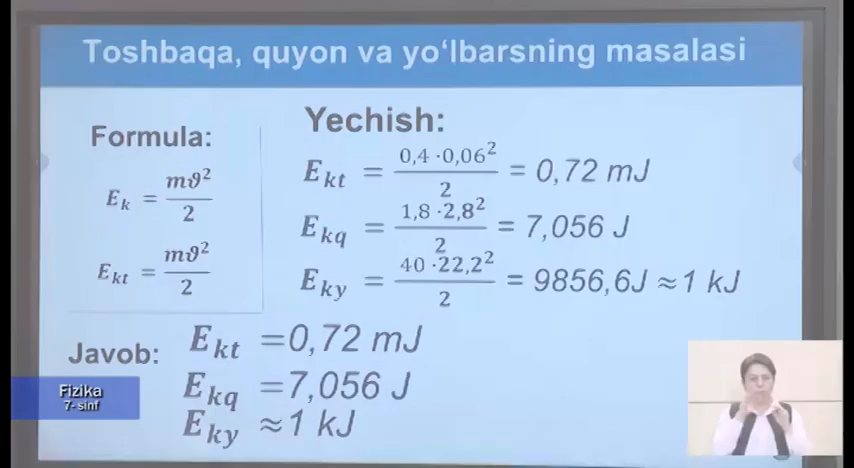 Toshbaqa, quyon va yo‘lbarsning masalasi
Formula:
E_k = mϑ²/2
E_kt = mϑ²/2
Yechish:
E_kt = 0,4 ·0,06²/2 = 0,72 mJ
E_kq = 1,8 ·2,8²/2 = 7,056 J
E_ky = 40 ·22,2²/2 = 9856,6J ≈1 kJ
Javob:
E_kt =0,72 mJ
E_kq =7,056 J
E_ky ≈1 kJ
Fizika
7- sinf